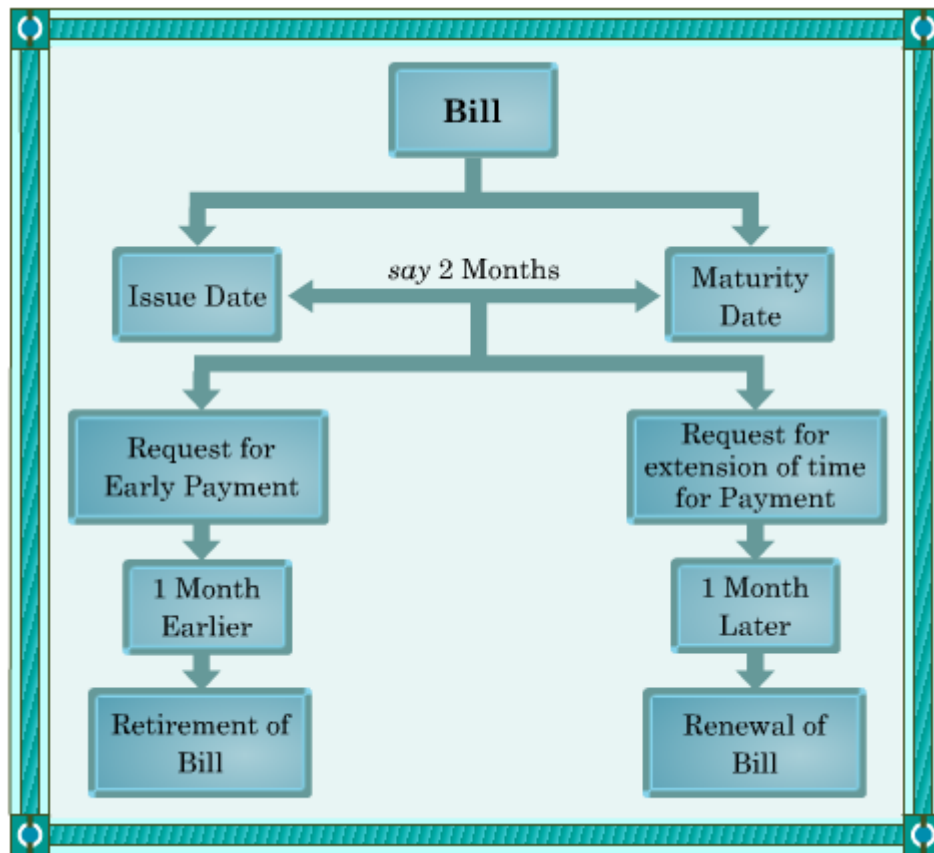 Bill
say 2 Months
Issue Date
Maturity
Date
Request for
Early Payment
Request for
extension of time
for Payment
1 Month
Earlier
1 Month
Later
Retirement of
Bill
Renewal of
Bill